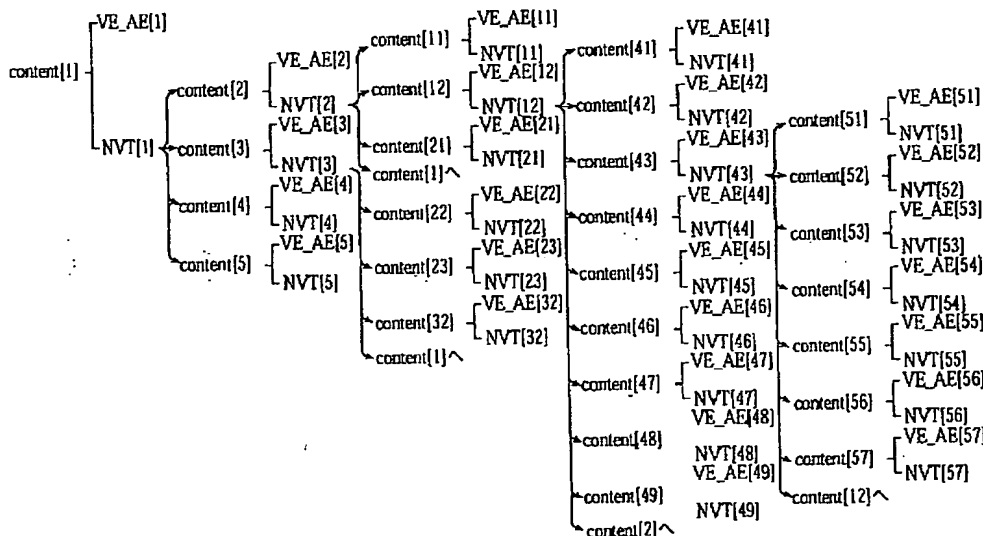 content[1]
VE_AE[1]
NVT[1]
content[2]
VE_AE[2]
NVT[2]
content[3]
VE_AE[3]
NVT[3]
content[4]
VE_AE[4]
NVT[4]
content[5]
VE_AE[5]
NVT[5]
content[11]
VE_AE[11]
NVT[11]
content[12]
VE_AE[12]
NVT[12]
content[21]
VE_AE[21]
NVT[21]
content[1]へ
content[22]
VE_AE[22]
NVT[22]
content[23]
VE_AE[23]
NVT[23]
content[32]
VE_AE[32]
NVT[32]
content[1]へ
content[41]
VE_AE[41]
NVT[41]
content[42]
VE_AE[42]
NVT[42]
content[43]
VE_AE[43]
NVT[43]
content[44]
VE_AE[44]
NVT[44]
content[45]
VE_AE[45]
NVT[45]
content[46]
VE_AE[46]
NVT[46]
content[47]
VE_AE[47]
NVT[47]
content[48]
VE_AE[48]
NVT[48]
content[49]
VE_AE[49]
NVT[49]
content[2]へ
content[51]
VE_AE[51]
NVT[51]
content[52]
VE_AE[52]
NVT[52]
content[53]
VE_AE[53]
NVT[53]
content[54]
VE_AE[54]
NVT[54]
content[55]
VE_AE[55]
NVT[55]
content[56]
VE_AE[56]
NVT[56]
content[57]
VE_AE[57]
NVT[57]
content[12]へ